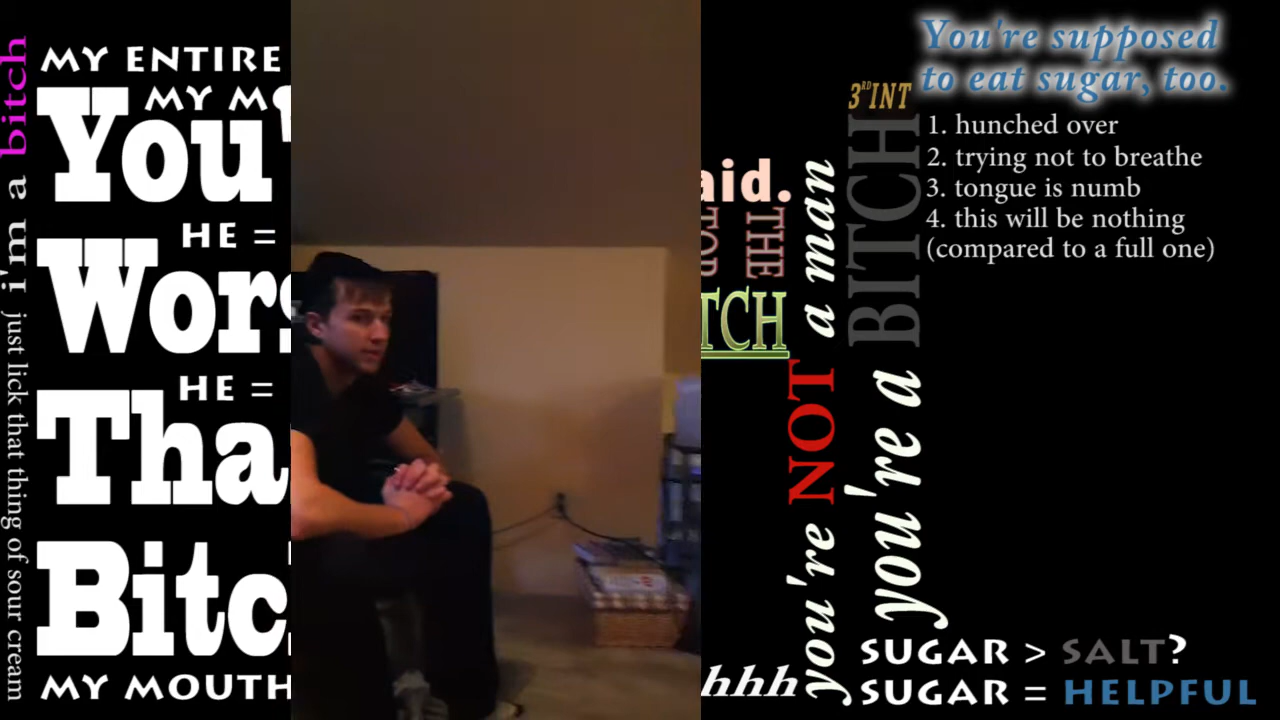 i'm a bitch
just lick that thing of sour cream
MY ENTIRE
MY M
You'
HE =
Wors
HE =
Tha
Bitc
MY MOUTH
aid.
THE
TOP
TCH
hhh
you're NOT a man
you're a BITCH
3RD INT
You're supposed
to eat sugar, too.
1. hunched over
2. trying not to breathe
3. tongue is numb
4. this will be nothing
(compared to a full one)
SUGAR > SALT?
SUGAR = HELPFUL